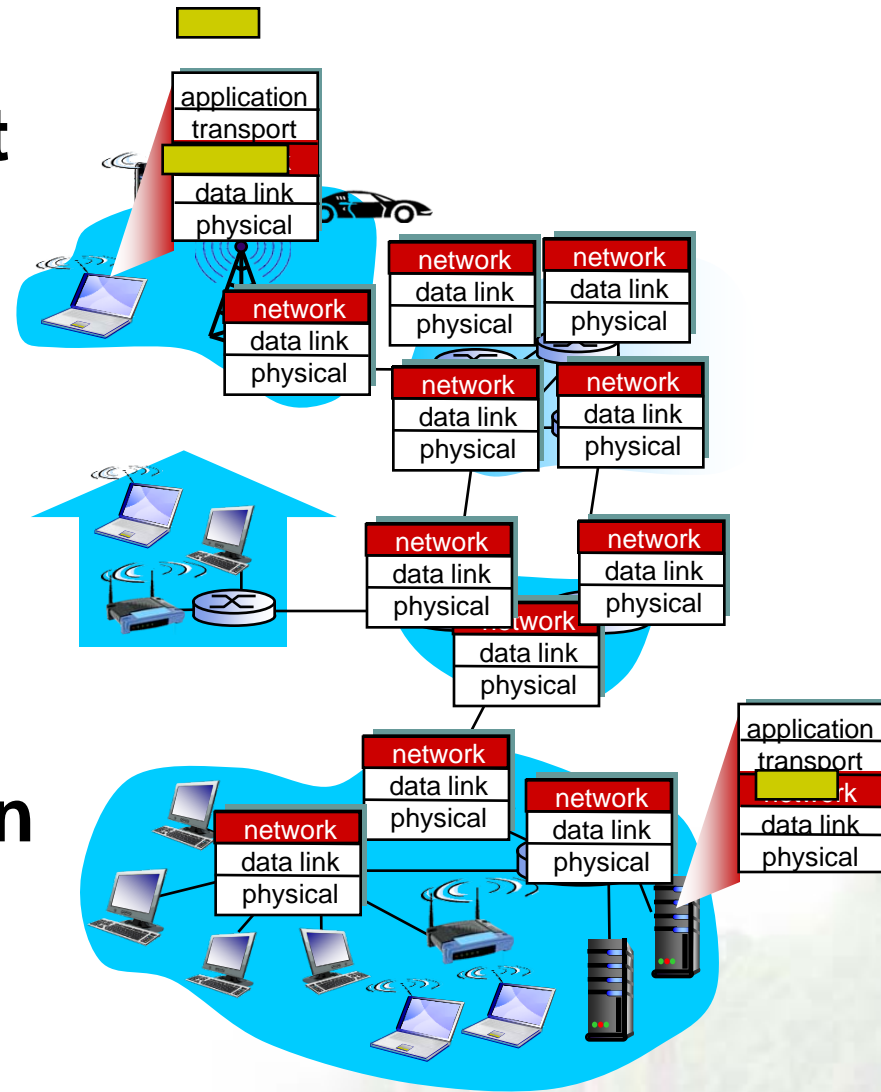 t
application
transport
data link
physical
network
data link
physical
network
data link
physical
network
data link
physical
network
data link
physical
network
data link
physical
network
data link
physical
network
data link
physical
network
data link
physical
application
transport
data link
physical
network
data link
physical
n
network
data link
physical
network
data link
physical